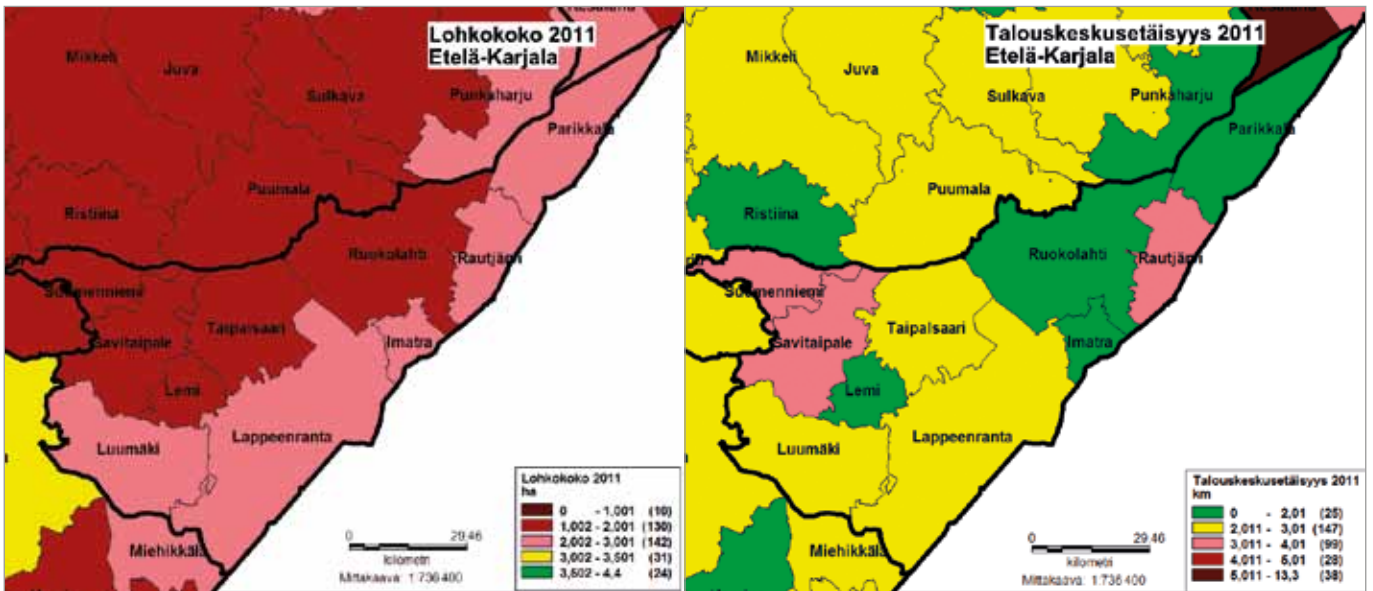 Lohkokoko 2011
Etelä-Karjala
Mikkeli
Juva
Sulkava
Punkaharju
Parikkala
Puumala
Ristiina
Ruokolahti
Rautjärvi
Suomenniemi
Taipalsaari
Savitaipale
Imatra
Lemi
Lappeenranta
Luumäki
Miehikkälä
Lohkokoko 2011
ha
0 - 1,001 (10)
1,002 - 2,001 (130)
2,002 - 3,001 (142)
3,002 - 3,501 (31)
3,502 - 4,4 (24)
0 29,46
kilometri
Mittakaava: 1:736 400
Talouskeskusetäisyys 2011
Etelä-Karjala
Mikkeli
Juva
Sulkava
Punkaharju
Parikkala
Puumala
Ristiina
Ruokolahti
Rautjärvi
Suomenniemi
Taipalsaari
Savitaipale
Imatra
Lemi
Lappeenranta
Luumäki
Miehikkälä
Talouskeskusetäisyys 2011
km
0 - 2,01 (25)
2,011 - 3,01 (147)
3,011 - 4,01 (99)
4,011 - 5,01 (28)
5,011 - 13,3 (38)
0 29,46
kilometri
Mittakaava: 1:736 400